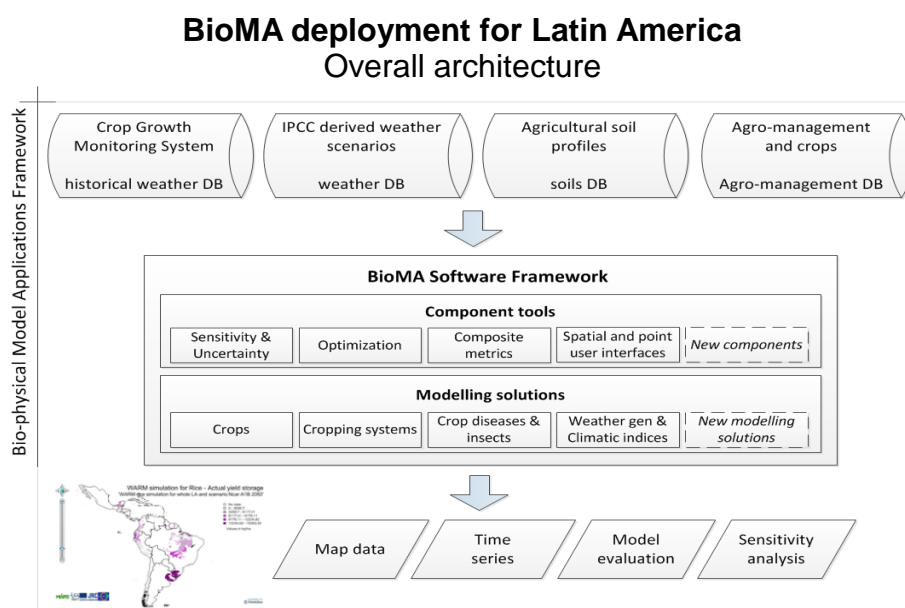 BioMA deployment for Latin America
Overall architecture
Bio-physical Model Applications Framework
Crop Growth
Monitoring System
historical weather DB
IPCC derived weather
scenarios
weather DB
Agricultural soil
profiles
soils DB
Agro-management
and crops
Agro-management DB
BioMA Software Framework
Component tools
Sensitivity &
Uncertainty
Optimization
Composite
metrics
Spatial and point
user interfaces
New components
Modelling solutions
Crops
Cropping systems
Crop diseases &
insects
Weather gen &
Climatic indices
New modelling
solutions
WARM simulation for Rice - Actual yield storage
Map data
Time
series
Model
evaluation
Sensitivity
analysis